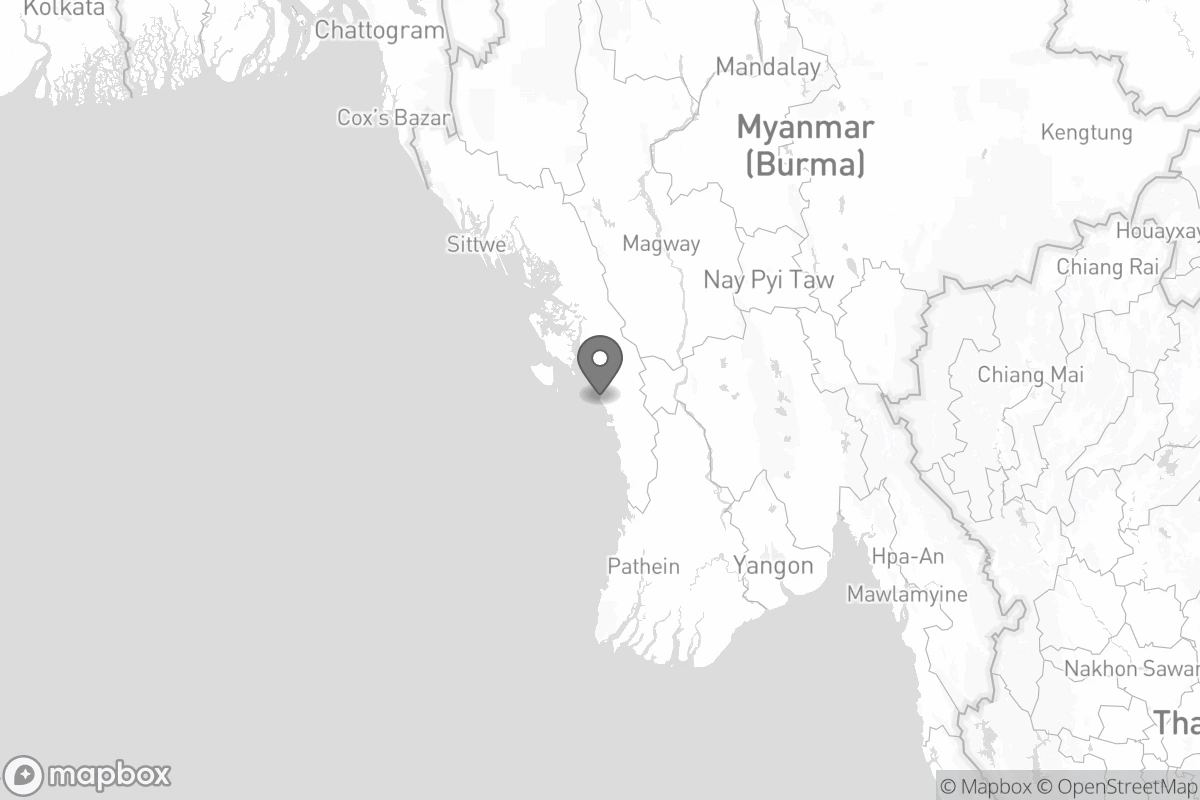 Kolkata
Chattogram
Mandalay
Cox's Bazar
Myanmar
(Burma)
Kengtung
Sittwe
Magway
Houayxay
Nay Pyi Taw
Chiang Rai
Chiang Mai
Pathein
Yangon
Hpa-An
Mawlamyine
Nakhon Sawan
Tha
mapbox
© Mapbox © OpenStreetMap